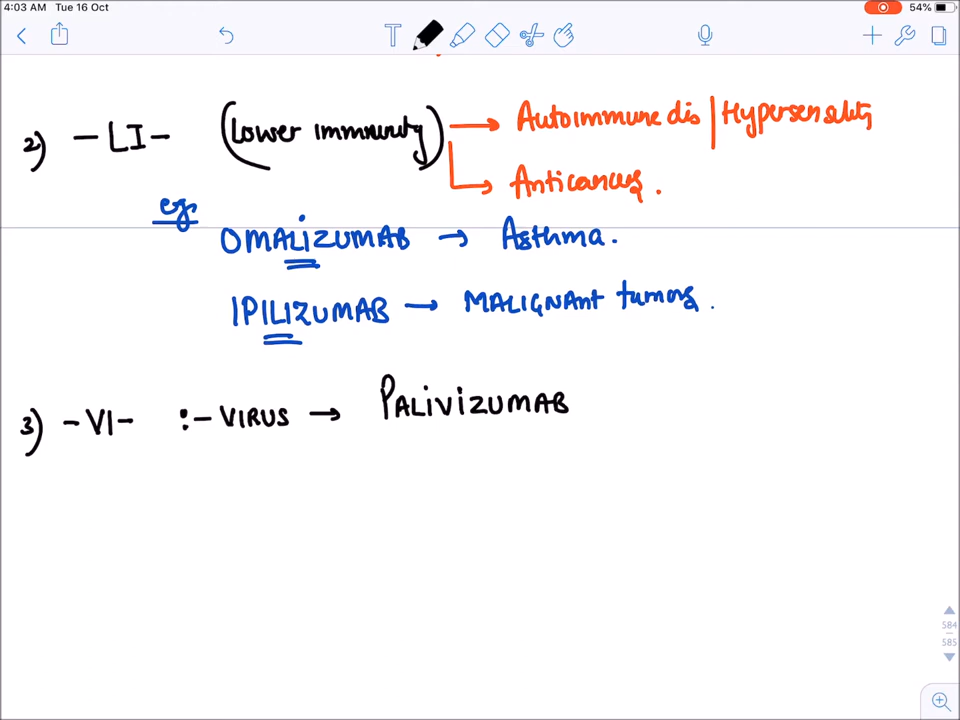 4:03 AM Tue 16 Oct 54%
T
2) -LI- (Lower immunity) → Autoimmune dis | Hypersensitivity
→ Anticancer.
eg
OMALIZUMAB → Asthma.
IPILIZUMAB → MALIGNANT tumors.
3) -VI- :- VIRUS → PALIVIZUMAB
584
585